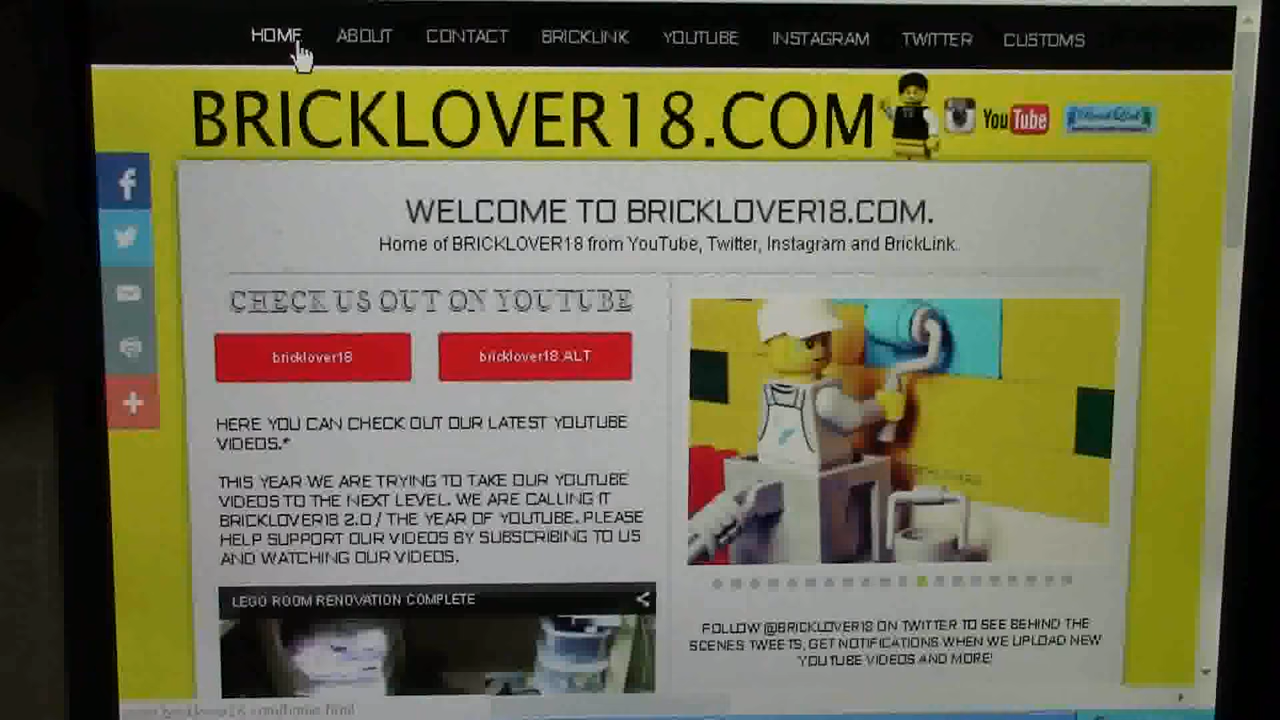 HOME ABOUT CONTACT BRICKLINK YOUTUBE INSTAGRAM TWITTER CUSTOMS
BRICKLOVER18.COM
YouTube
WELCOME TO BRICKLOVER18.COM.
Home of BRICKLOVER18 from YouTube, Twitter, Instagram and BrickLink.
CHECK US OUT ON YOUTUBE
bricklover18
bricklover18 ALT
HERE YOU CAN CHECK OUT OUR LATEST YOUTUBE
VIDEOS.*
THIS YEAR WE ARE TRYING TO TAKE OUR YOUTUBE
VIDEOS TO THE NEXT LEVEL. WE ARE CALLING IT
BRICKLOVER18 2.0 / THE YEAR OF YOUTUBE. PLEASE
HELP SUPPORT OUR VIDEOS BY SUBSCRIBING TO US
AND WATCHING OUR VIDEOS.
LEGO ROOM RENOVATION COMPLETE
FOLLOW @BRICKLOVER18 ON TWITTER TO SEE BEHIND THE
SCENES TWEETS, GET NOTIFICATIONS WHEN WE UPLOAD NEW
YOUTUBE VIDEOS AND MORE!